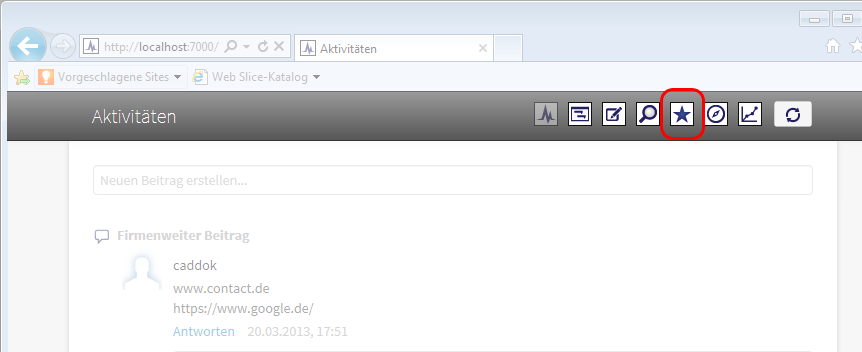 http://localhost:7000/
Aktivitäten
Vorgeschlagene Sites
Web Slice-Katalog
Aktivitäten
Neuen Beitrag erstellen...
Firmenweiter Beitrag
caddok
www.contact.de
https://www.google.de/
Antworten 20.03.2013, 17:51